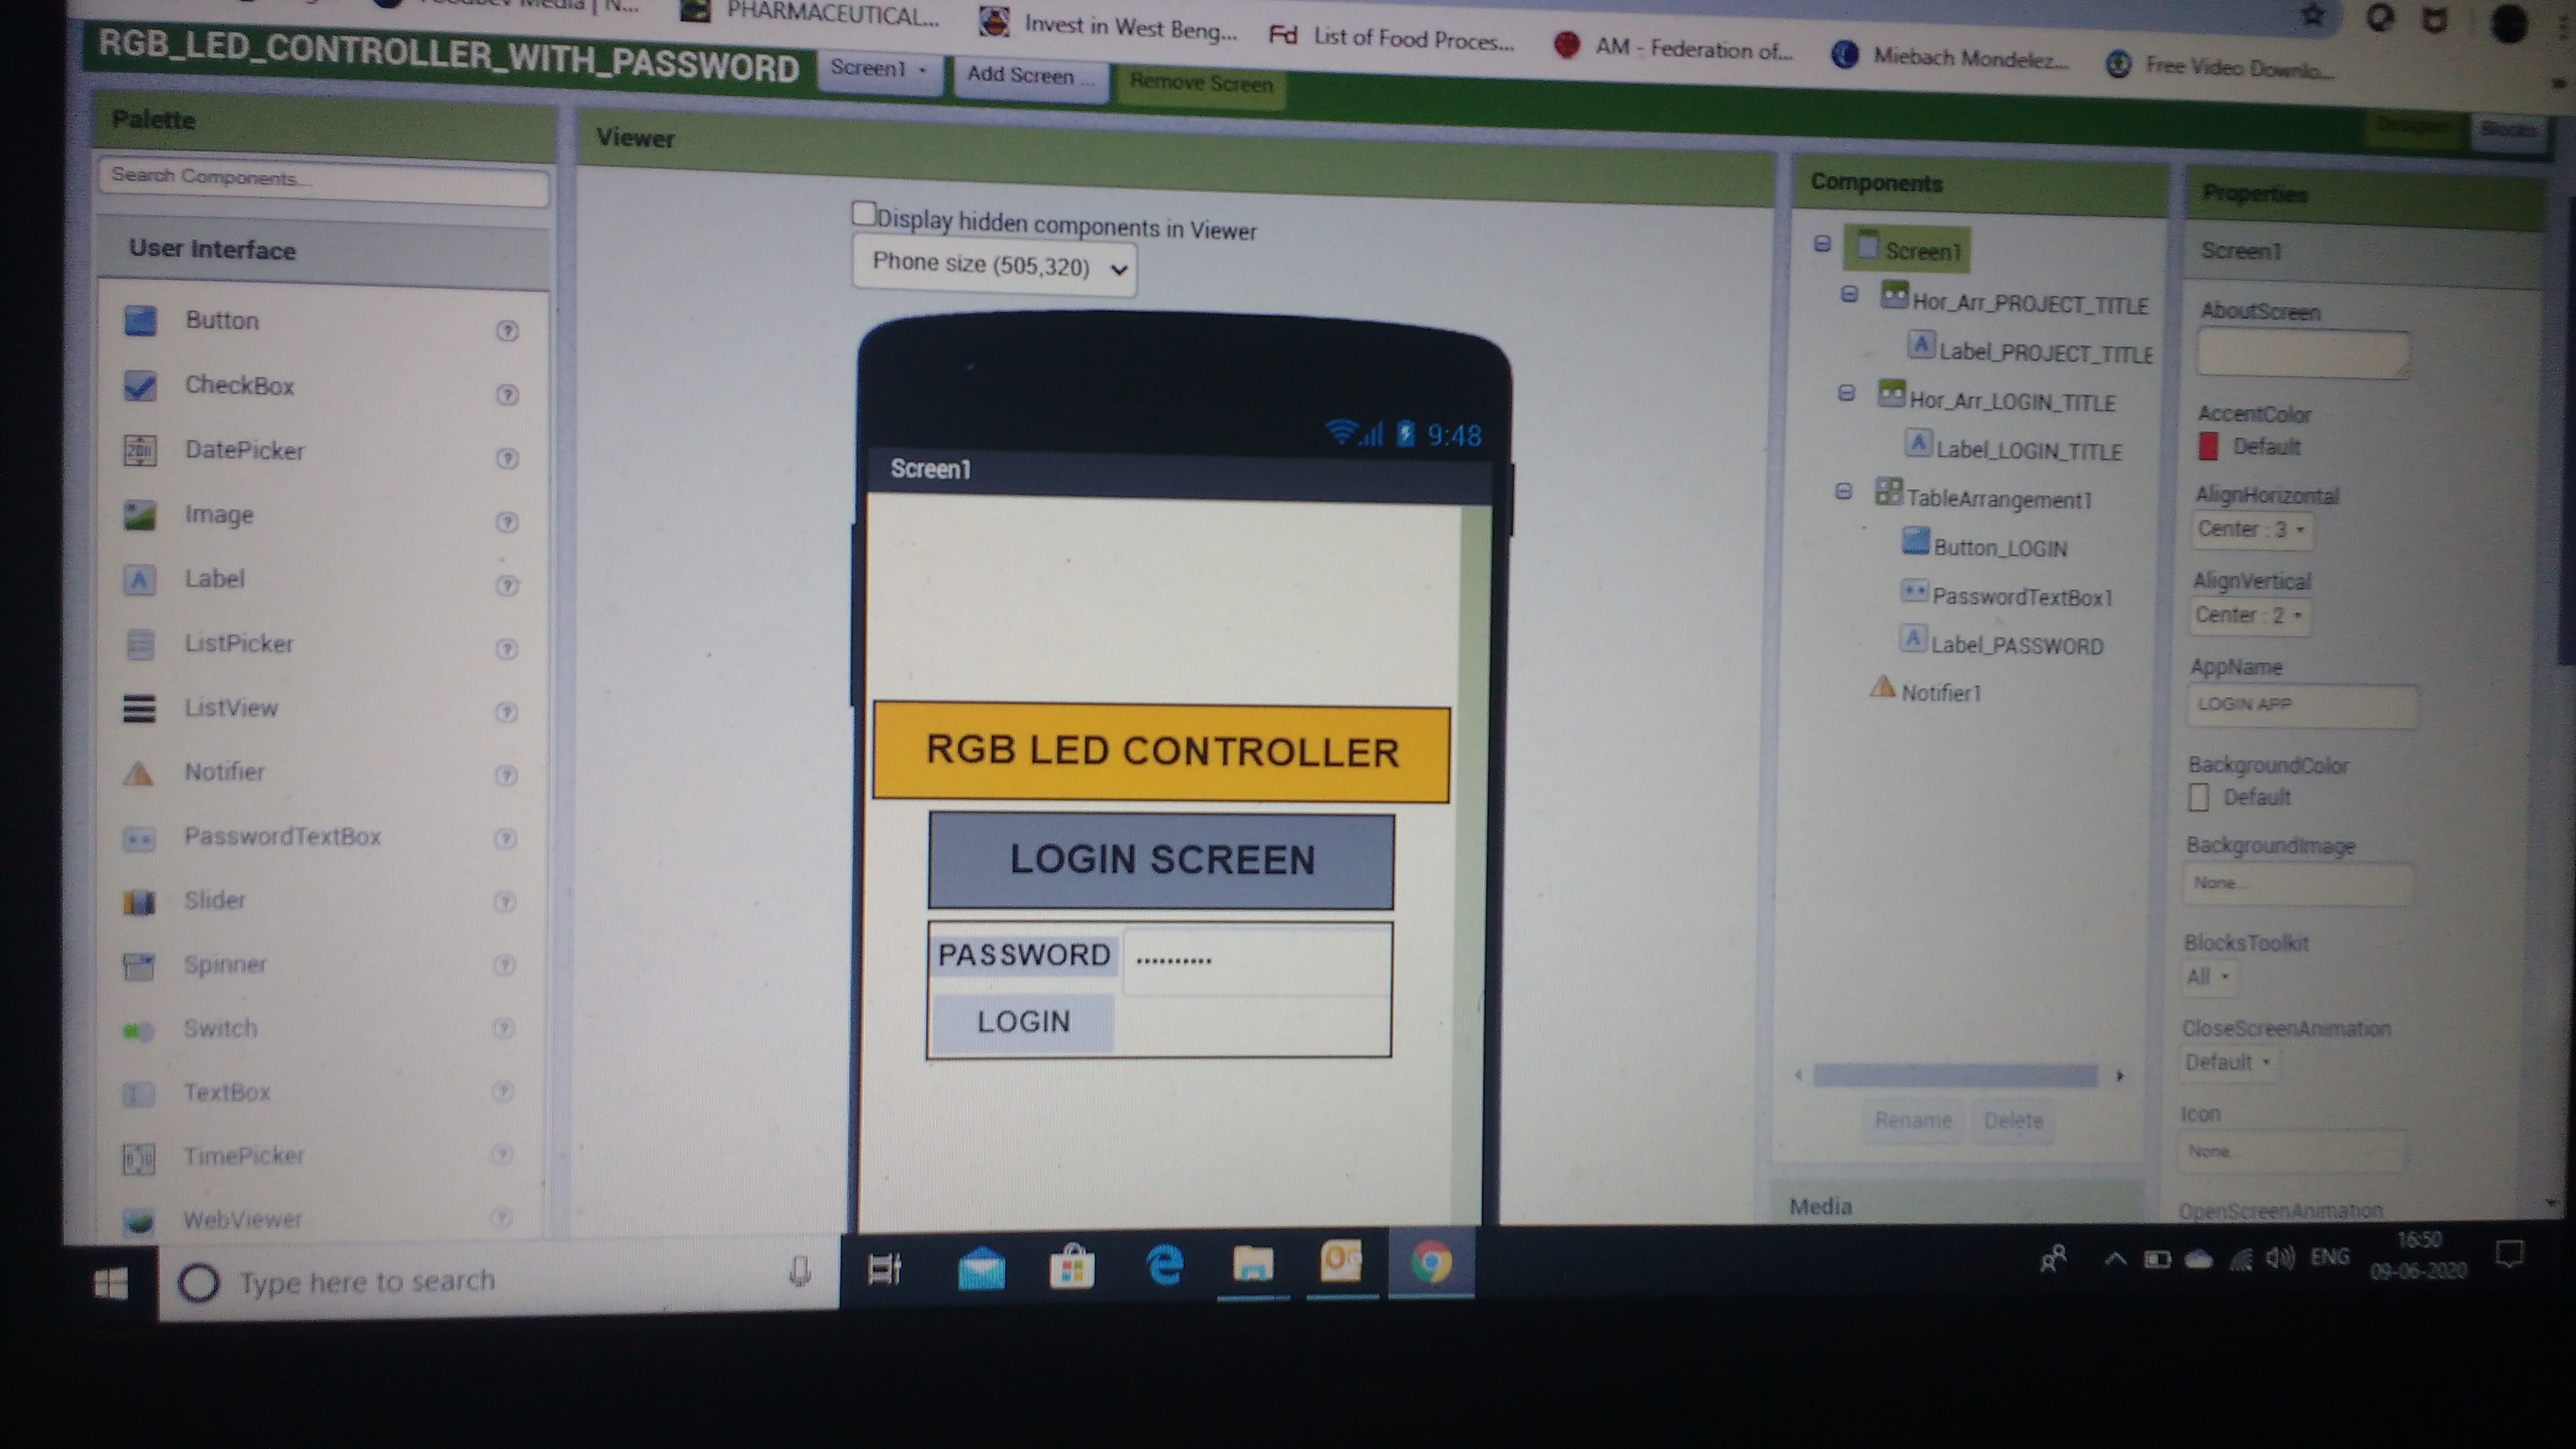 PHARMACEUTICAL...
Invest in West Beng...
Fd List of Food Proces...
AM - Federation of...
Miebach Mondelez...
Free Video Downlo...
RGB_LED_CONTROLLER_WITH_PASSWORD
Screen1
Add Screen ...
Remove Screen
Designer
Blocks
Palette
Search Components...
User Interface
Button
CheckBox
DatePicker
Image
Label
ListPicker
ListView
Notifier
PasswordTextBox
Slider
Spinner
Switch
TextBox
TimePicker
WebViewer
Viewer
Display hidden components in Viewer
Phone size (505,320)
9:48
Screen1
RGB LED CONTROLLER
LOGIN SCREEN
PASSWORD ..........
LOGIN
Components
Screen1
Hor_Arr_PROJECT_TITLE
Label_PROJECT_TITLE
Hor_Arr_LOGIN_TITLE
Label_LOGIN_TITLE
TableArrangement1
Button_LOGIN
PasswordTextBox1
Label_PASSWORD
Notifier1
Rename
Delete
Media
Properties
Screen1
AboutScreen
AccentColor
Default
AlignHorizontal
Center : 3
AlignVertical
Center : 2
AppName
LOGIN APP
BackgroundColor
Default
BackgroundImage
None...
BlocksToolkit
All
CloseScreenAnimation
Default
Icon
None...
OpenScreenAnimation
Type here to search
ENG
16:50
09-06-2020